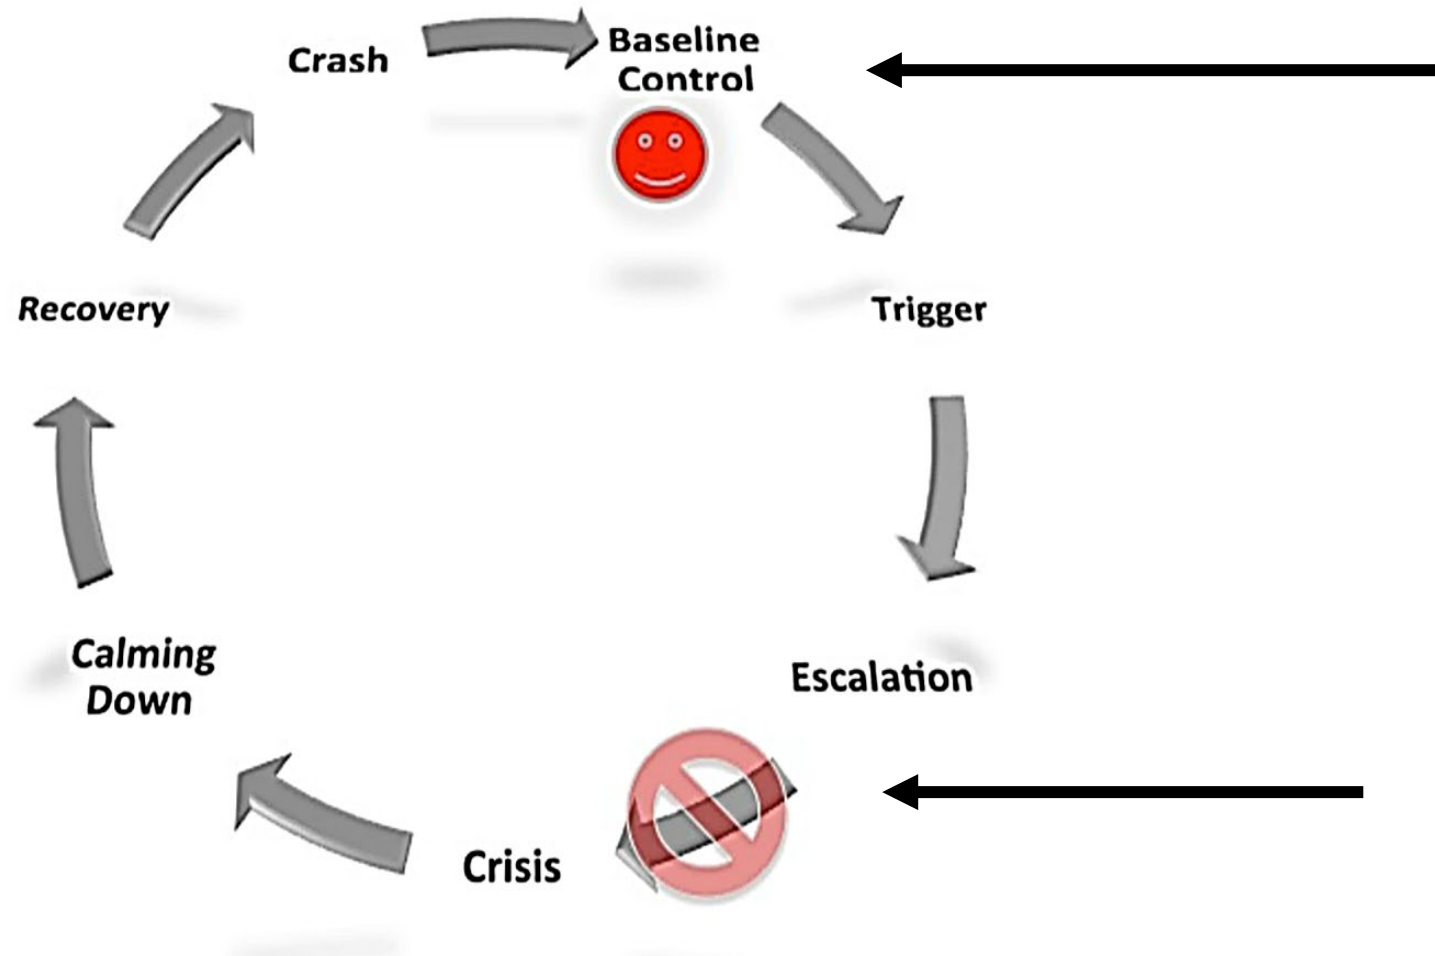 Crash
Baseline
Control
Trigger
Escalation
Crisis
Calming
Down
Recovery